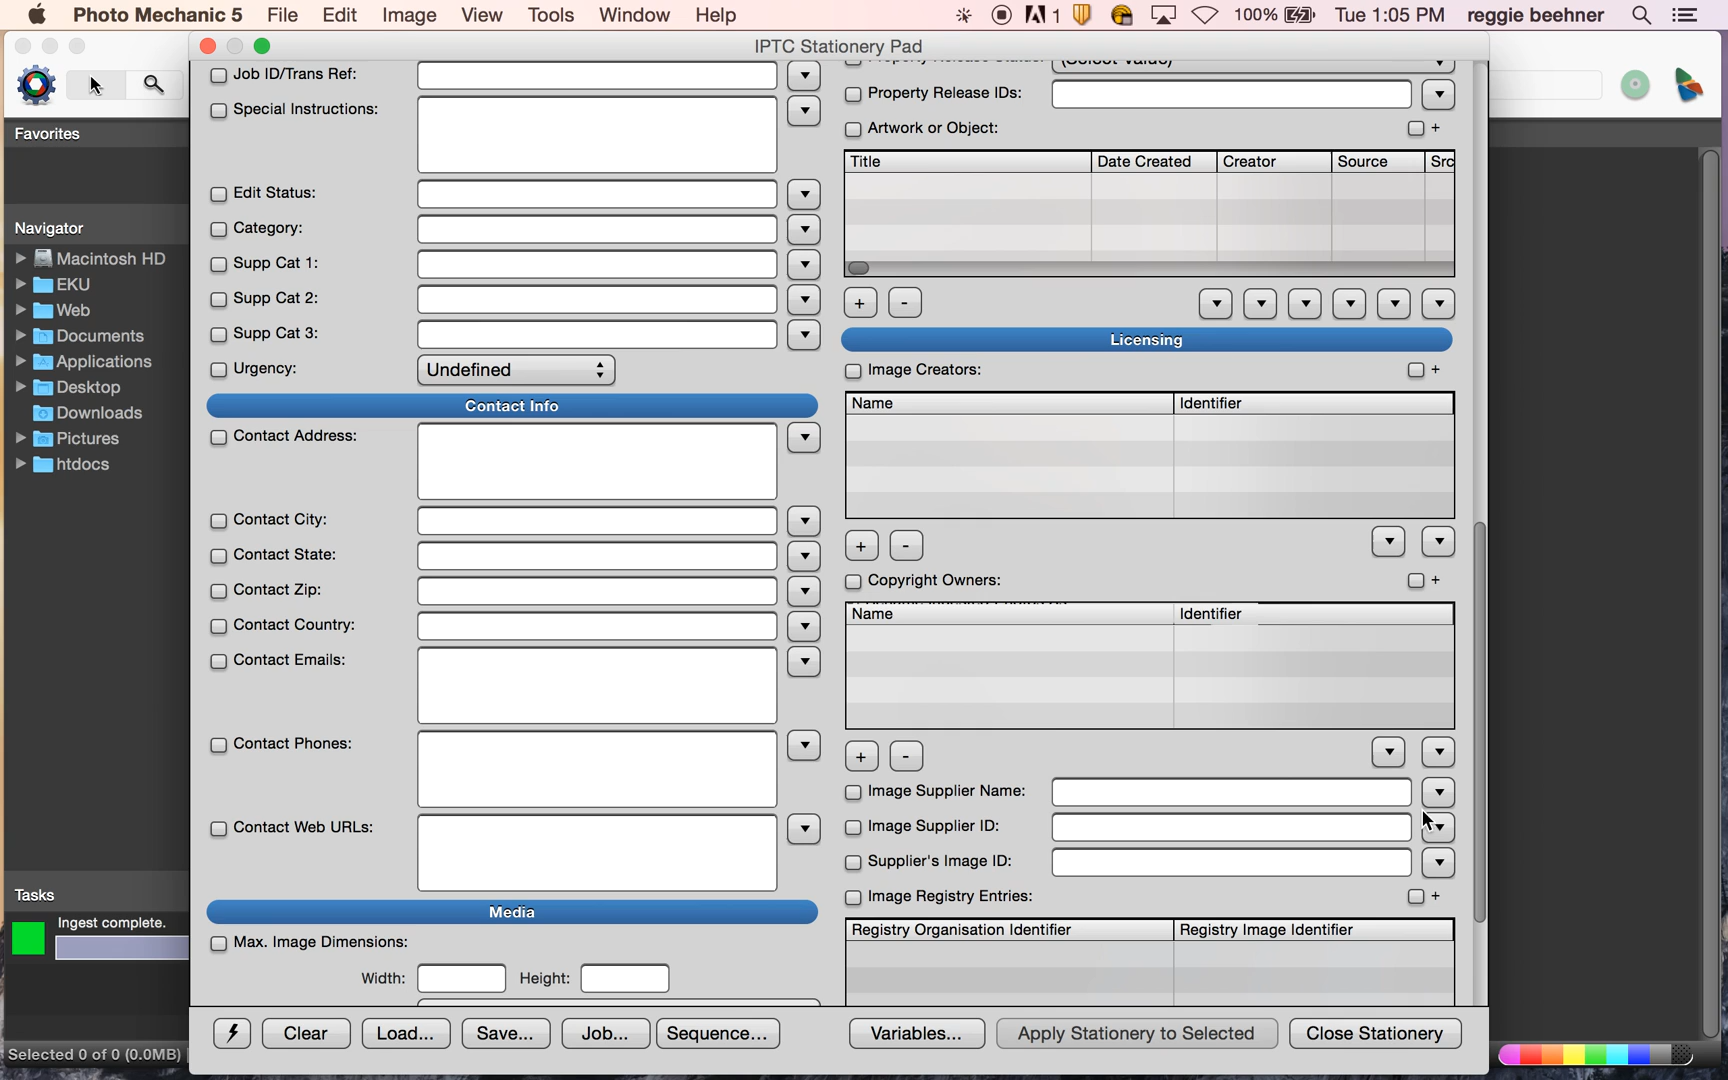 Photo Mechanic 5 File Edit Image View Tools Window Help 1 100% Tue 1:05 PM reggie beehner
IPTC Stationery Pad
Favorites
Navigator
Macintosh HD
EKU
Web
Documents
Applications
Desktop
Downloads
Pictures
htdocs
Tasks
Ingest complete.
Selected 0 of 0 (0.0MB)
Job ID/Trans Ref:
Special Instructions:
Edit Status:
Category:
Supp Cat 1:
Supp Cat 2:
Supp Cat 3:
Urgency: Undefined
Contact Info
Contact Address:
Contact City:
Contact State:
Contact Zip:
Contact Country:
Contact Emails:
Contact Phones:
Contact Web URLs:
Media
Max. Image Dimensions:
Width: Height:
Property Release Status: (Select Value)
Property Release IDs:
Artwork or Object: +
Title Date Created Creator Source Src
+ -
Licensing
Image Creators: +
Name Identifier
+ -
Copyright Owners: +
Name Identifier
+ -
Image Supplier Name:
Image Supplier ID:
Supplier's Image ID:
Image Registry Entries: +
Registry Organisation Identifier Registry Image Identifier
Clear Load... Save... Job... Sequence... Variables... Apply Stationery to Selected Close Stationery